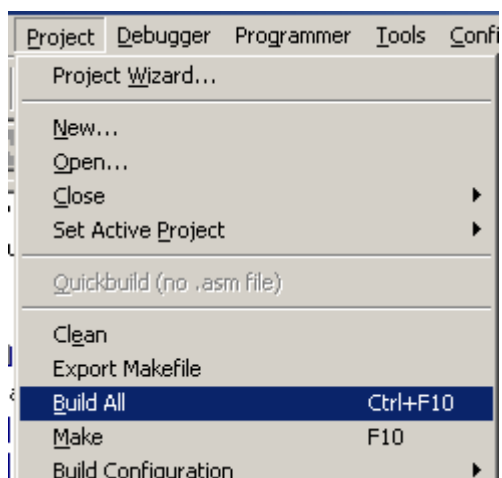 Project Debugger Programmer Tools Confi
Project Wizard...
New...
Open...
Close
Set Active Project
Quickbuild (no .asm file)
Clean
Export Makefile
Build All Ctrl+F10
Make F10
Build Configuration